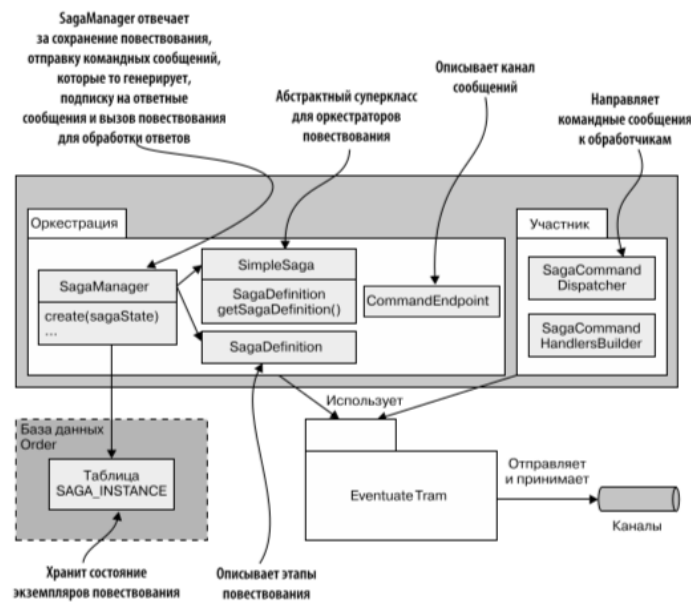 SagaManager отвечает
за сохранение повествования,
отправку командных сообщений,
которые то генерирует,
подписку на ответные
сообщения и вызов повествования
для обработки ответов
Абстрактный суперкласс
для оркестраторов
повествования
Описывает канал
сообщений
Направляет
командные сообщения
к обработчикам
Оркестрация
SagaManager
create(sagaState)
...
SimpleSaga
SagaDefinition
getSagaDefinition()
SagaDefinition
CommandEndpoint
Участник
SagaCommand
Dispatcher
SagaCommand
HandlersBuilder
Использует
База данных
Order
Таблица
SAGA_INSTANCE
Eventuate Tram
Отправляет
и принимает
Каналы
Хранит состояние
экземпляров повествования
Описывает этапы
повествования